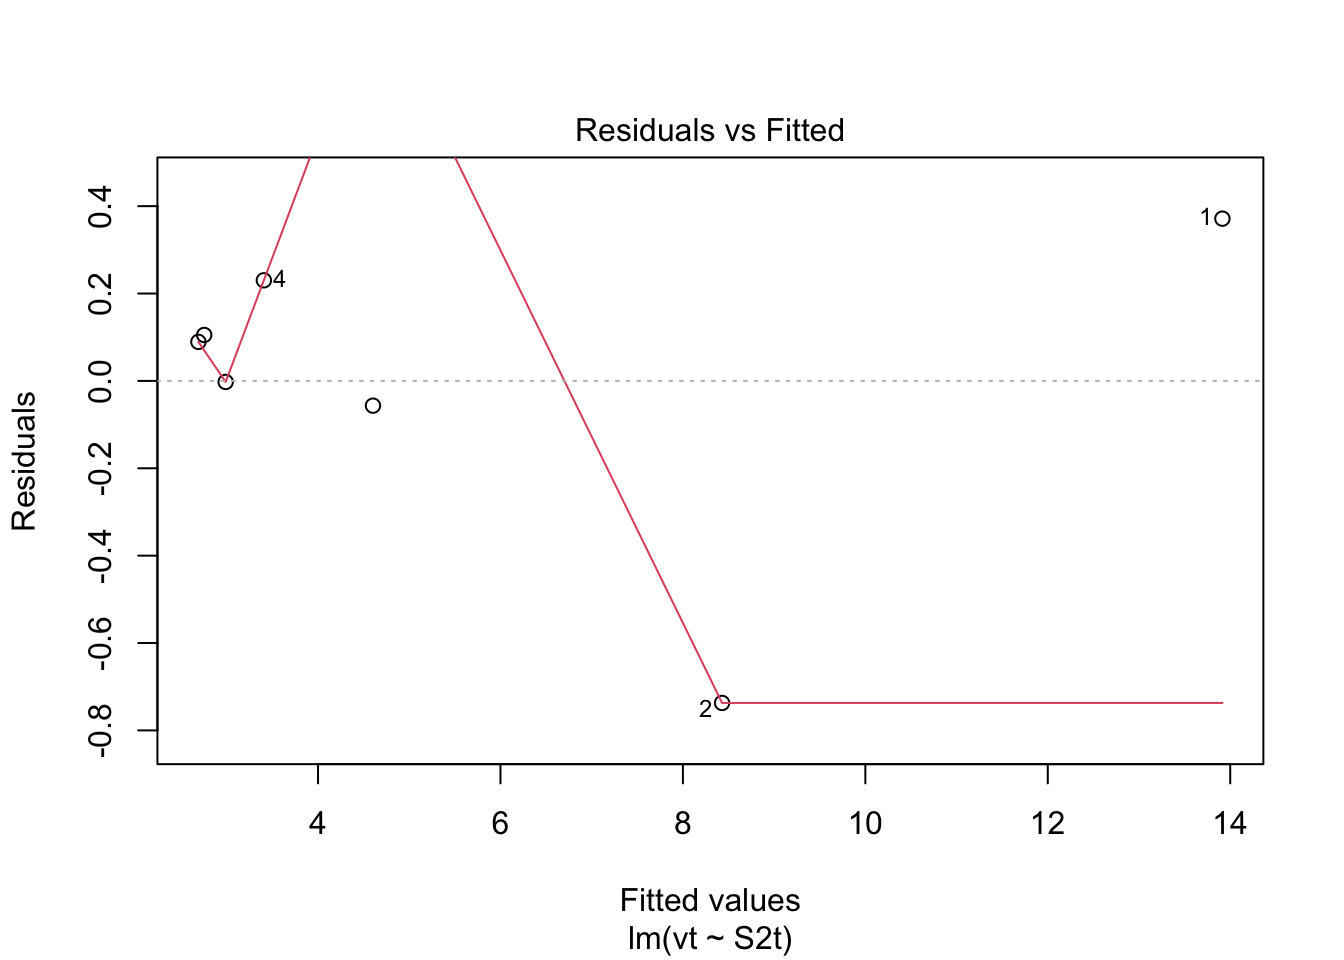 Residuals vs Fitted
Residuals
0.4
0.2
0.0
-0.2
-0.4
-0.6
-0.8
1
4
2
4 6 8 10 12 14
Fitted values
lm(vt ~ S2t)